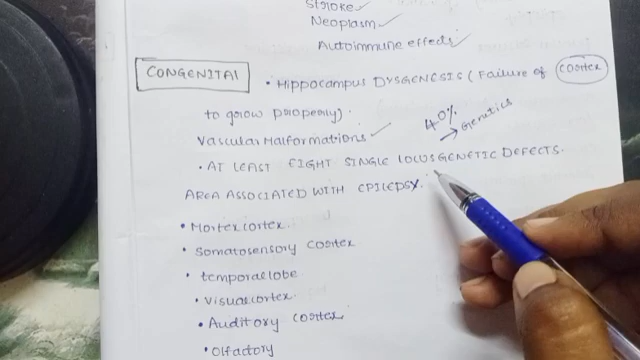 Stroke
Neoplasm
Autoimmune effects
CONGENITAL
• HIPPOCAMPUS DYSGENESIS (Failure of cortex
to grow properly).
40%
→ Genetics
Vascular Malformations
• AT LEAST EIGHT SINGLE LOCUS GENETIC DEFECTS.
AREA ASSOCIATED WITH EPILEPSY.
• Mortex cortex.
• Somatosensory cortex
• temporal lobe
• Visual cortex.
• Auditory cortex
• Olfactory